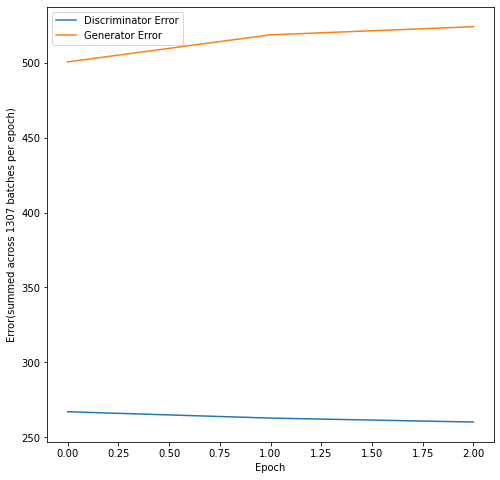 Discriminator Error
Generator Error
Error(summed across 1307 batches per epoch)
500
450
400
350
300
250
0.00 0.25 0.50 0.75 1.00 1.25 1.50 1.75 2.00
Epoch